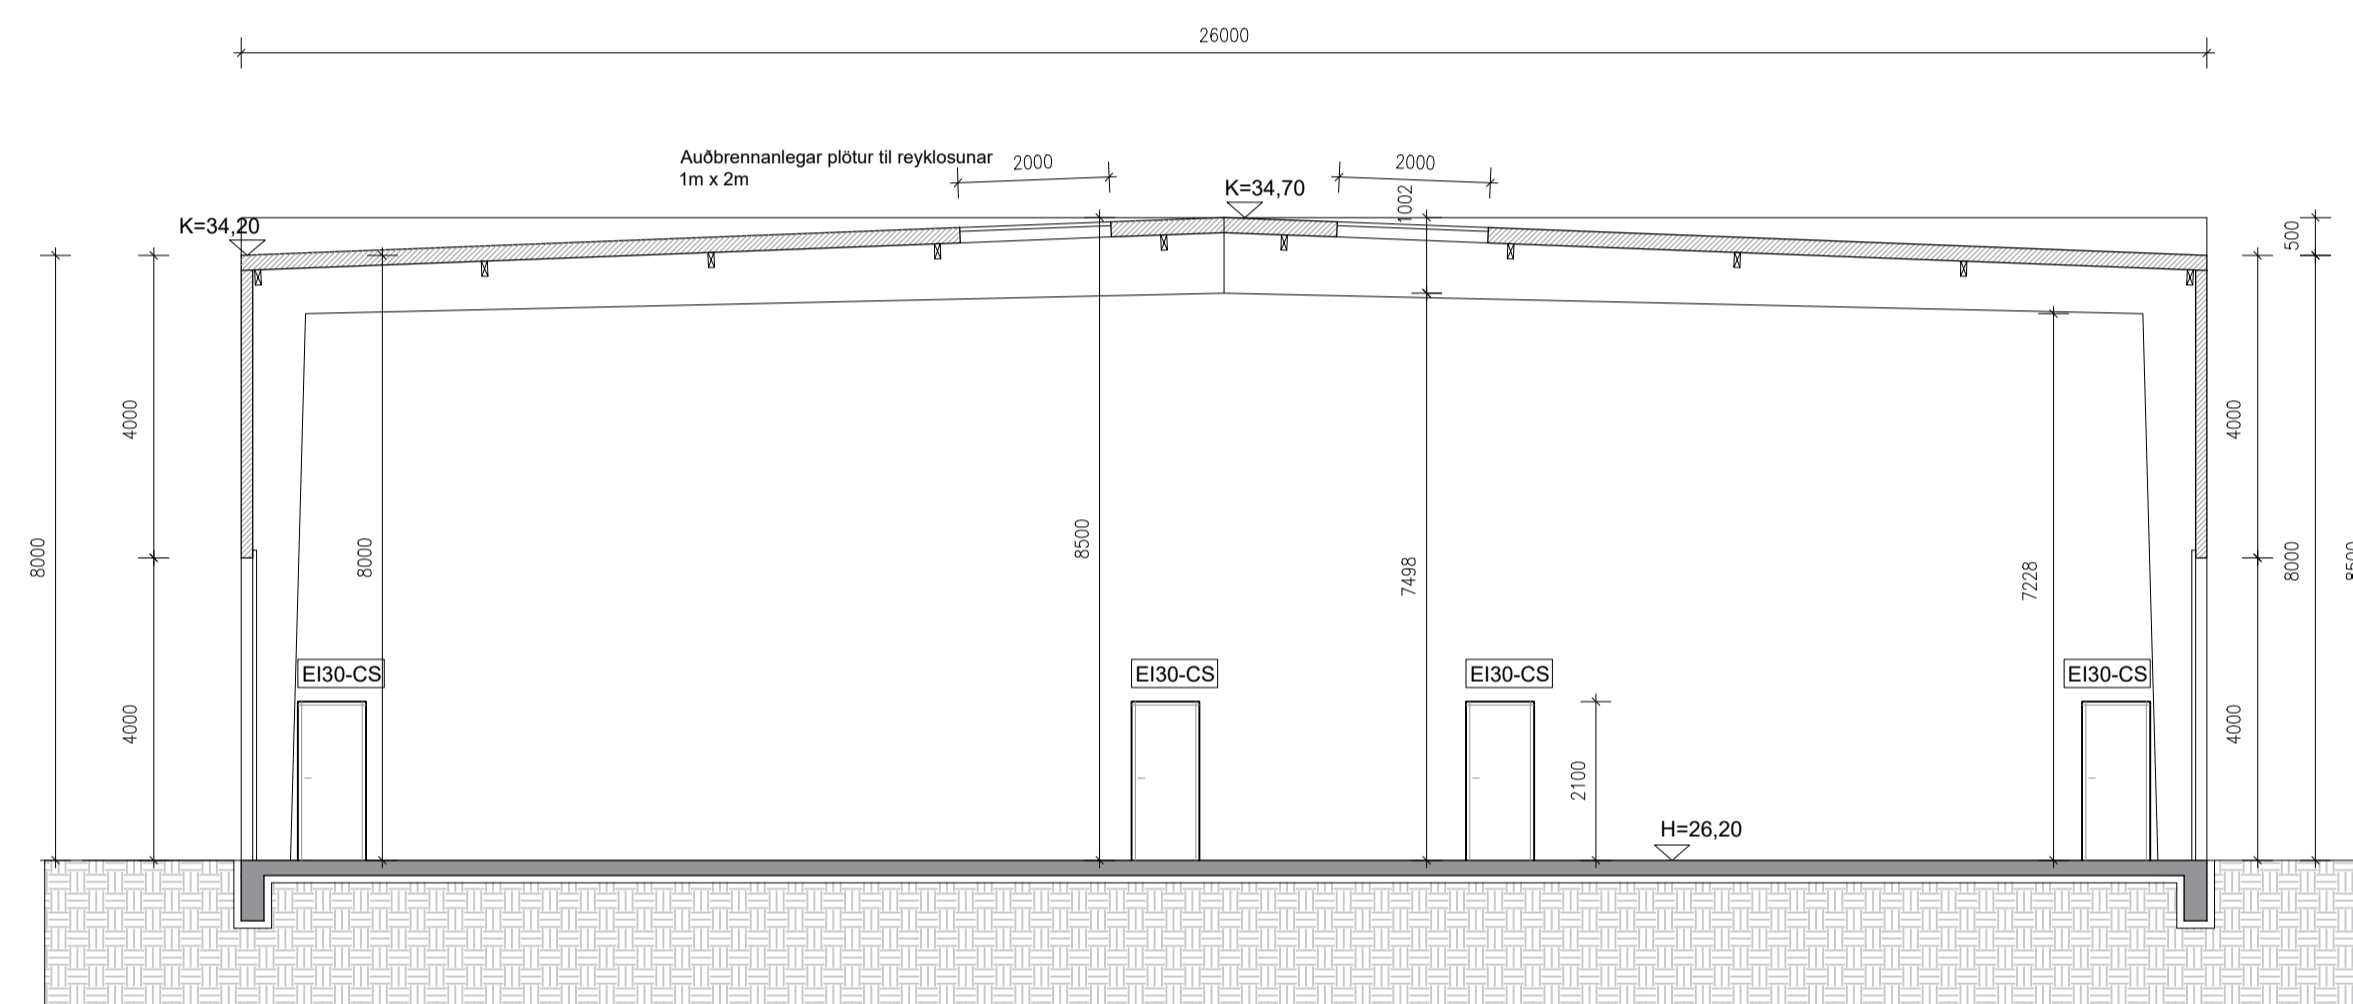 26000
Auðbrennanlegar plötur til reyklosunar
1m x 2m
2000
2000
K=34,70
1002
K=34,20
500
4000
4000
8000
8000
8500
7498
7228
8000
8500
EI30-CS
EI30-CS
EI30-CS
EI30-CS
4000
4000
2100
H=26,20